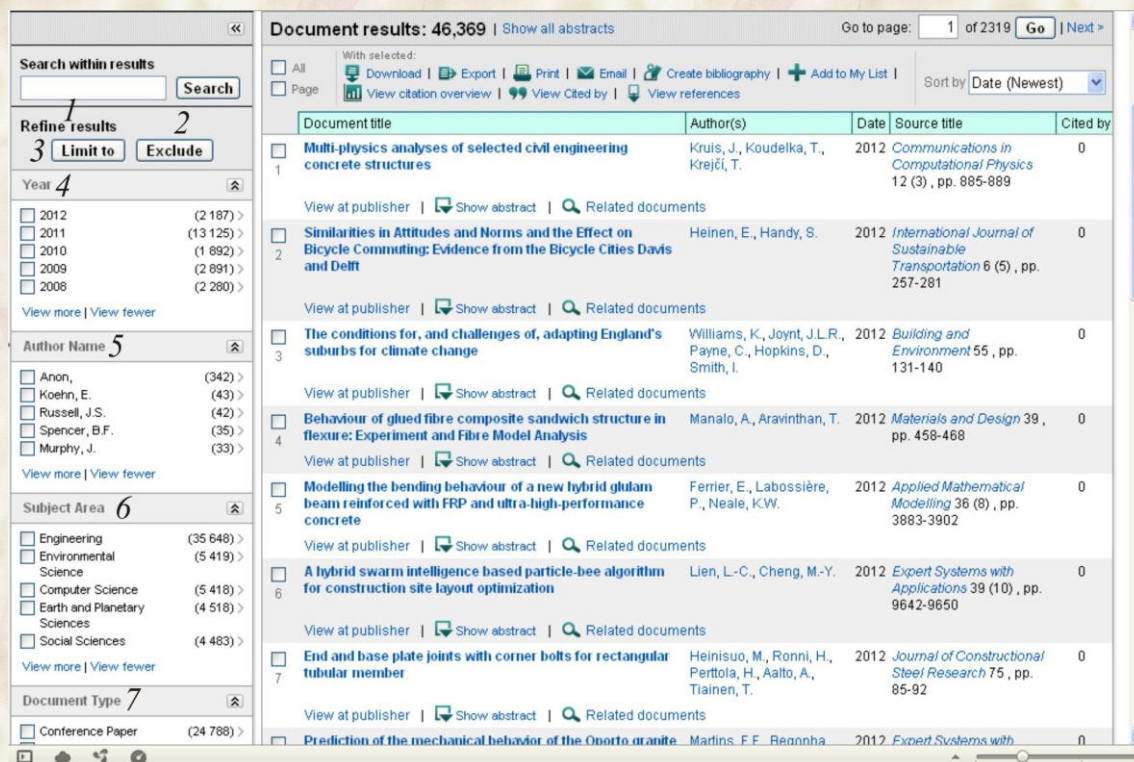 «
Document results: 46,369 | Show all abstracts
Go to page: 1 of 2319 Go | Next »
Search within results
Search
1
Refine results 2
3 Limit to Exclude
Year 4
2012 (2 187) >
2011 (13 125) >
2010 (1 892) >
2009 (2 891) >
2008 (2 280) >
View more | View fewer
Author Name 5
Anon, (342) >
Koehn, E. (43) >
Russell, J.S. (42) >
Spencer, B.F. (35) >
Murphy, J. (33) >
View more | View fewer
Subject Area 6
Engineering (35 648) >
Environmental (5 419) >
Science
Computer Science (5 418) >
Earth and Planetary (4 518) >
Sciences
Social Sciences (4 483) >
View more | View fewer
Document Type 7
Conference Paper (24 788) >
All
Page
With selected:
Download | Export | Print | Email | Create bibliography | Add to My List |
View citation overview | View Cited by | View references
Sort by Date (Newest)
Document title Author(s) Date Source title Cited by
1
Multi-physics analyses of selected civil engineering
concrete structures
Kruis, J., Koudelka, T.,
Krejčí, T.
2012 Communications in
Computational Physics
12 (3) , pp. 885-889
0
View at publisher | Show abstract | Related documents
2
Similarities in Attitudes and Norms and the Effect on
Bicycle Commuting: Evidence from the Bicycle Cities Davis
and Delft
Heinen, E., Handy, S.
2012 International Journal of
Sustainable
Transportation 6 (5) , pp.
257-281
0
View at publisher | Show abstract | Related documents
3
The conditions for, and challenges of, adapting England's
suburbs for climate change
Williams, K., Joynt, J.L.R.,
Payne, C., Hopkins, D.,
Smith, I.
2012 Building and
Environment 55 , pp.
131-140
0
View at publisher | Show abstract | Related documents
4
Behaviour of glued fibre composite sandwich structure in
flexure: Experiment and Fibre Model Analysis
Manalo, A., Aravinthan, T.
2012 Materials and Design 39 ,
pp. 458-468
0
View at publisher | Show abstract | Related documents
5
Modelling the bending behaviour of a new hybrid glulam
beam reinforced with FRP and ultra-high-performance
concrete
Ferrier, E., Labossière,
P., Neale, K.W.
2012 Applied Mathematical
Modelling 36 (8) , pp.
3883-3902
0
View at publisher | Show abstract | Related documents
6
A hybrid swarm intelligence based particle-bee algorithm
for construction site layout optimization
Lien, L.-C., Cheng, M.-Y.
2012 Expert Systems with
Applications 39 (10) , pp.
9642-9650
0
View at publisher | Show abstract | Related documents
7
End and base plate joints with corner bolts for rectangular
tubular member
Heinisuo, M., Ronni, H.,
Perttola, H., Aalto, A.,
Tiainen, T.
2012 Journal of Constructional
Steel Research 75 , pp.
85-92
0
View at publisher | Show abstract | Related documents
Prediction of the mechanical behavior of the Oporto granite
Martins, F.F., Begonha,
2012 Expert Systems with
0